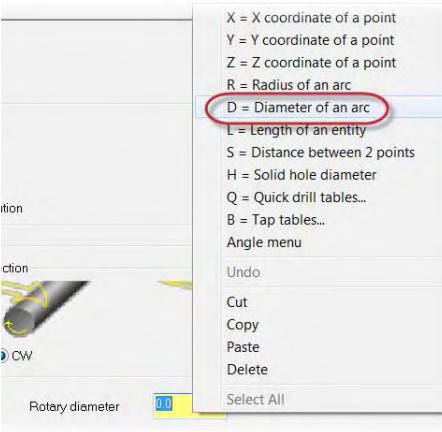 X = X coordinate of a point
Y = Y coordinate of a point
Z = Z coordinate of a point
R = Radius of an arc
D = Diameter of an arc
L = Length of an entity
S = Distance between 2 points
H = Solid hole diameter
Q = Quick drill tables...
B = Tap tables...
Angle menu
Undo
Cut
Copy
Paste
Delete
Select All
ution
ction
CW
Rotary diameter 0.0